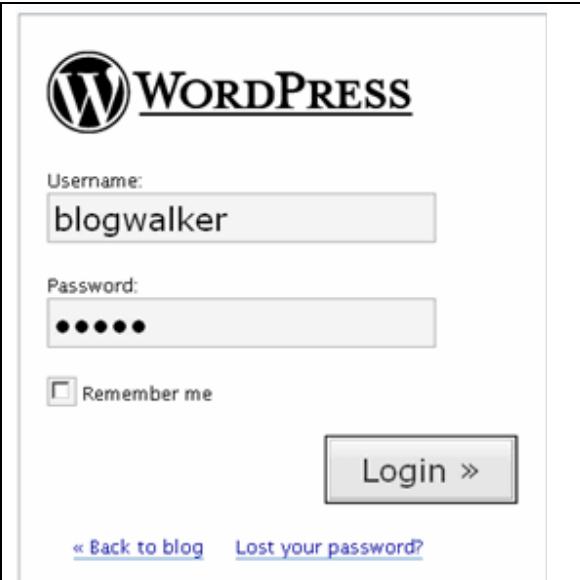 WORDPRESS
Username:
blogwalker
Password:
●●●●●
Remember me
Login »
« Back to blog Lost your password?